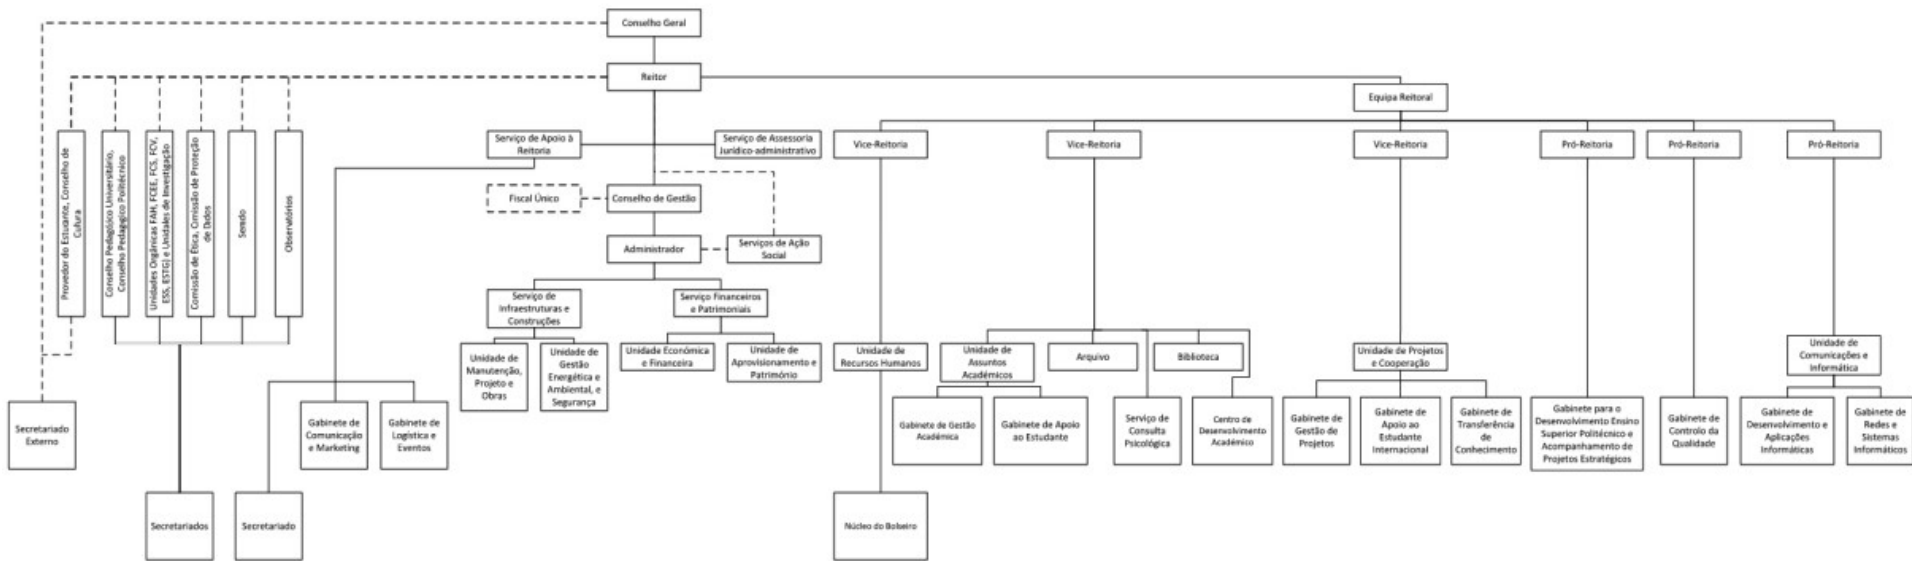 Conselho Geral
Reitor
Equipa Reitoral
Serviço de Apoio à
Reitoria
Serviço de Assessoria
Jurídico-administrativo
Vice-Reitoria
Vice-Reitoria
Vice-Reitoria
Pró-Reitoria
Pró-Reitoria
Pró-Reitoria
Provedor do Estudante, Conselho de
Cultura
Conselho Pedagógico Universitário,
Conselho Pedagogico Politécnico
Unidades Orgânicas FAH, FCEE, FCS, FCV,
ESS, ESTG) e Unidales de Investigação
Comissão de Ética, Comissão de Proteção
de Dados
Senado
Observatórios
Fiscal Único
Conselho de Gestão
Administrador
Serviços de Ação
Social
Serviço de
Infraestruturas e
Construções
Serviço Financeiros
e Patrimoniais
Unidade de
Manutenção,
Projeto e
Obras
Unidade de
Gestão
Energética e
Ambiental, e
Segurança
Unidade Económica
e Financeira
Unidade de
Aprovisionamento e
Património
Unidade de
Recursos Humanos
Unidade de
Assuntos
Académicos
Arquivo
Biblioteca
Unidade de Projetos
e Cooperação
Unidade de
Comunicações e
Informática
Secretariado
Externo
Gabinete de
Comunicação
e Marketing
Gabinete de
Logística e
Eventos
Gabinete de Gestão
Académica
Gabinete de Apoio
ao Estudante
Serviço de
Consulta
Psicológica
Centro de
Desenvolvimento
Académico
Gabinete de
Gestão de
Projetos
Gabinete de
Apoio ao
Estudante
Internacional
Gabinete de
Transferência
de
Conhecimento
Gabinete para o
Desenvolvimento Ensino
Superior Politécnico e
Acompanhamento de
Projetos Estratégicos
Gabinete de
Controlo da
Qualidade
Gabinete de
Desenvolvimento e
Aplicações
Informáticas
Gabinete de
Redes e
Sistemas
Informáticos
Secretariados
Secretariado
Núcleo do Bolseiro